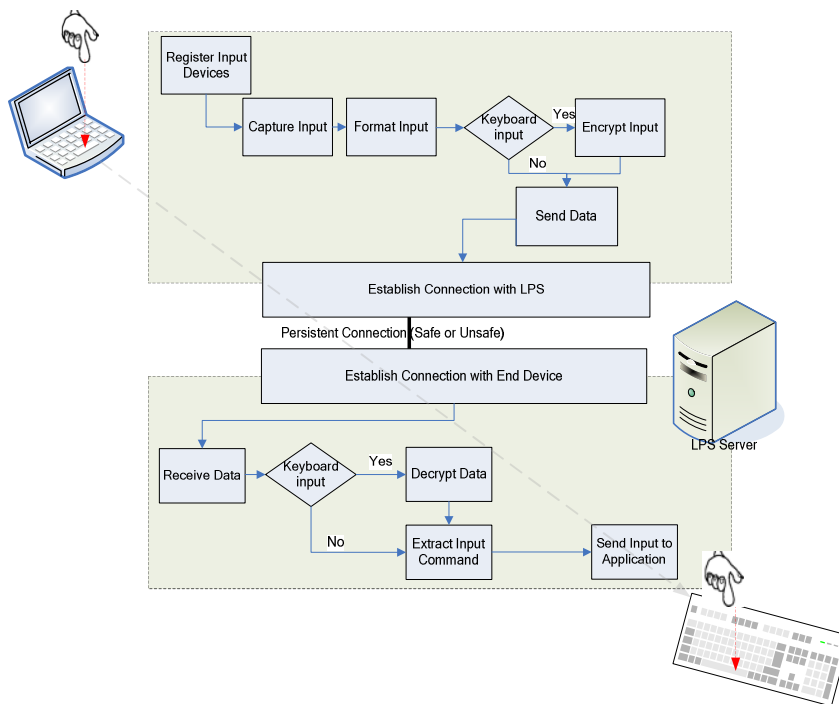 Register Input
Devices
Capture Input
Format Input
Keyboard
input
Yes
Encrypt Input
No
Send Data
Establish Connection with LPS
Persistent Connection (Safe or Unsafe)
Establish Connection with End Device
LPS Server
Receive Data
Keyboard
input
Yes
Decrypt Data
No
Extract Input
Command
Send Input to
Application